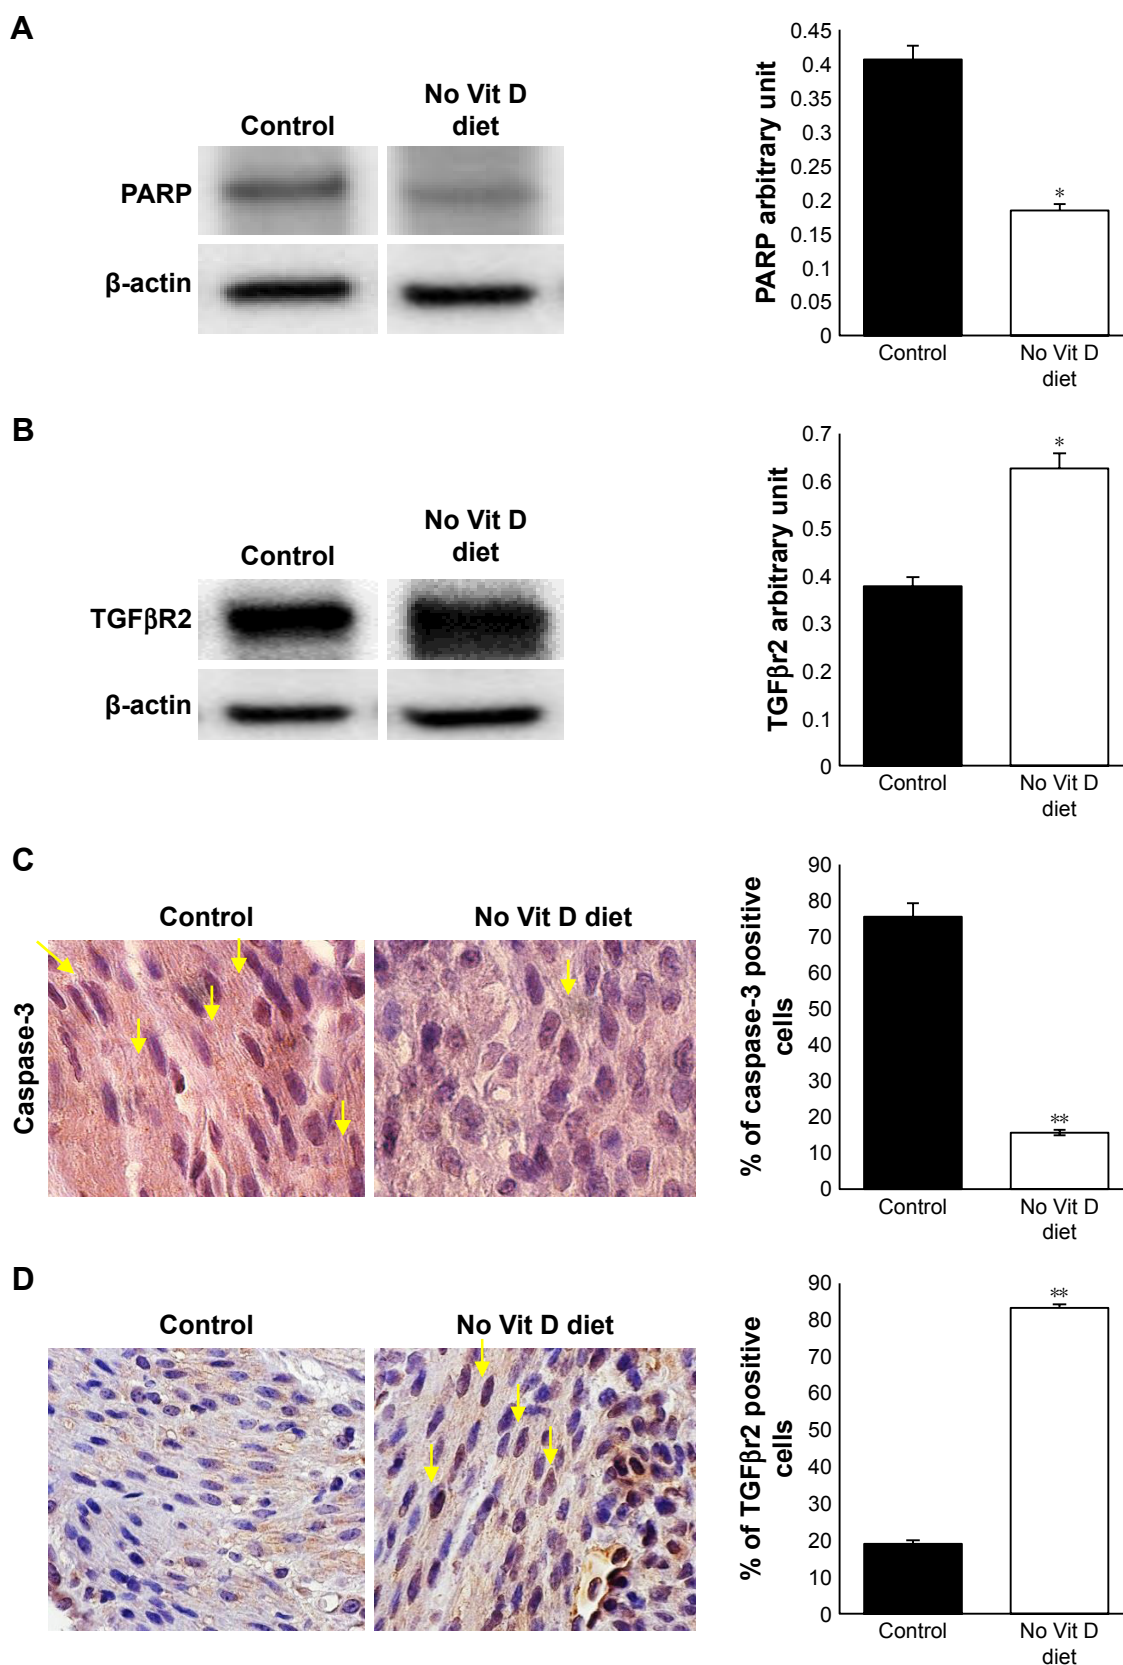 A
Control
No Vit D
diet
PARP
β-actin
PARP arbitrary unit
0.45
0.4
0.35
0.3
0.25
0.2
0.15
0.1
0.05
0
*
Control
No Vit D
diet
B
Control
No Vit D
diet
TGFβR2
β-actin
TGFβr2 arbitrary unit
0.7
0.6
0.5
0.4
0.3
0.2
0.1
0
*
Control
No Vit D
diet
C
Control
No Vit D diet
Caspase-3
% of caspase-3 positive
cells
90
80
70
60
50
40
30
20
10
0
**
Control
No Vit D
diet
D
Control
No Vit D diet
% of TGFβr2 positive
cells
90
80
70
60
50
40
30
20
10
0
**
Control
No Vit D
diet